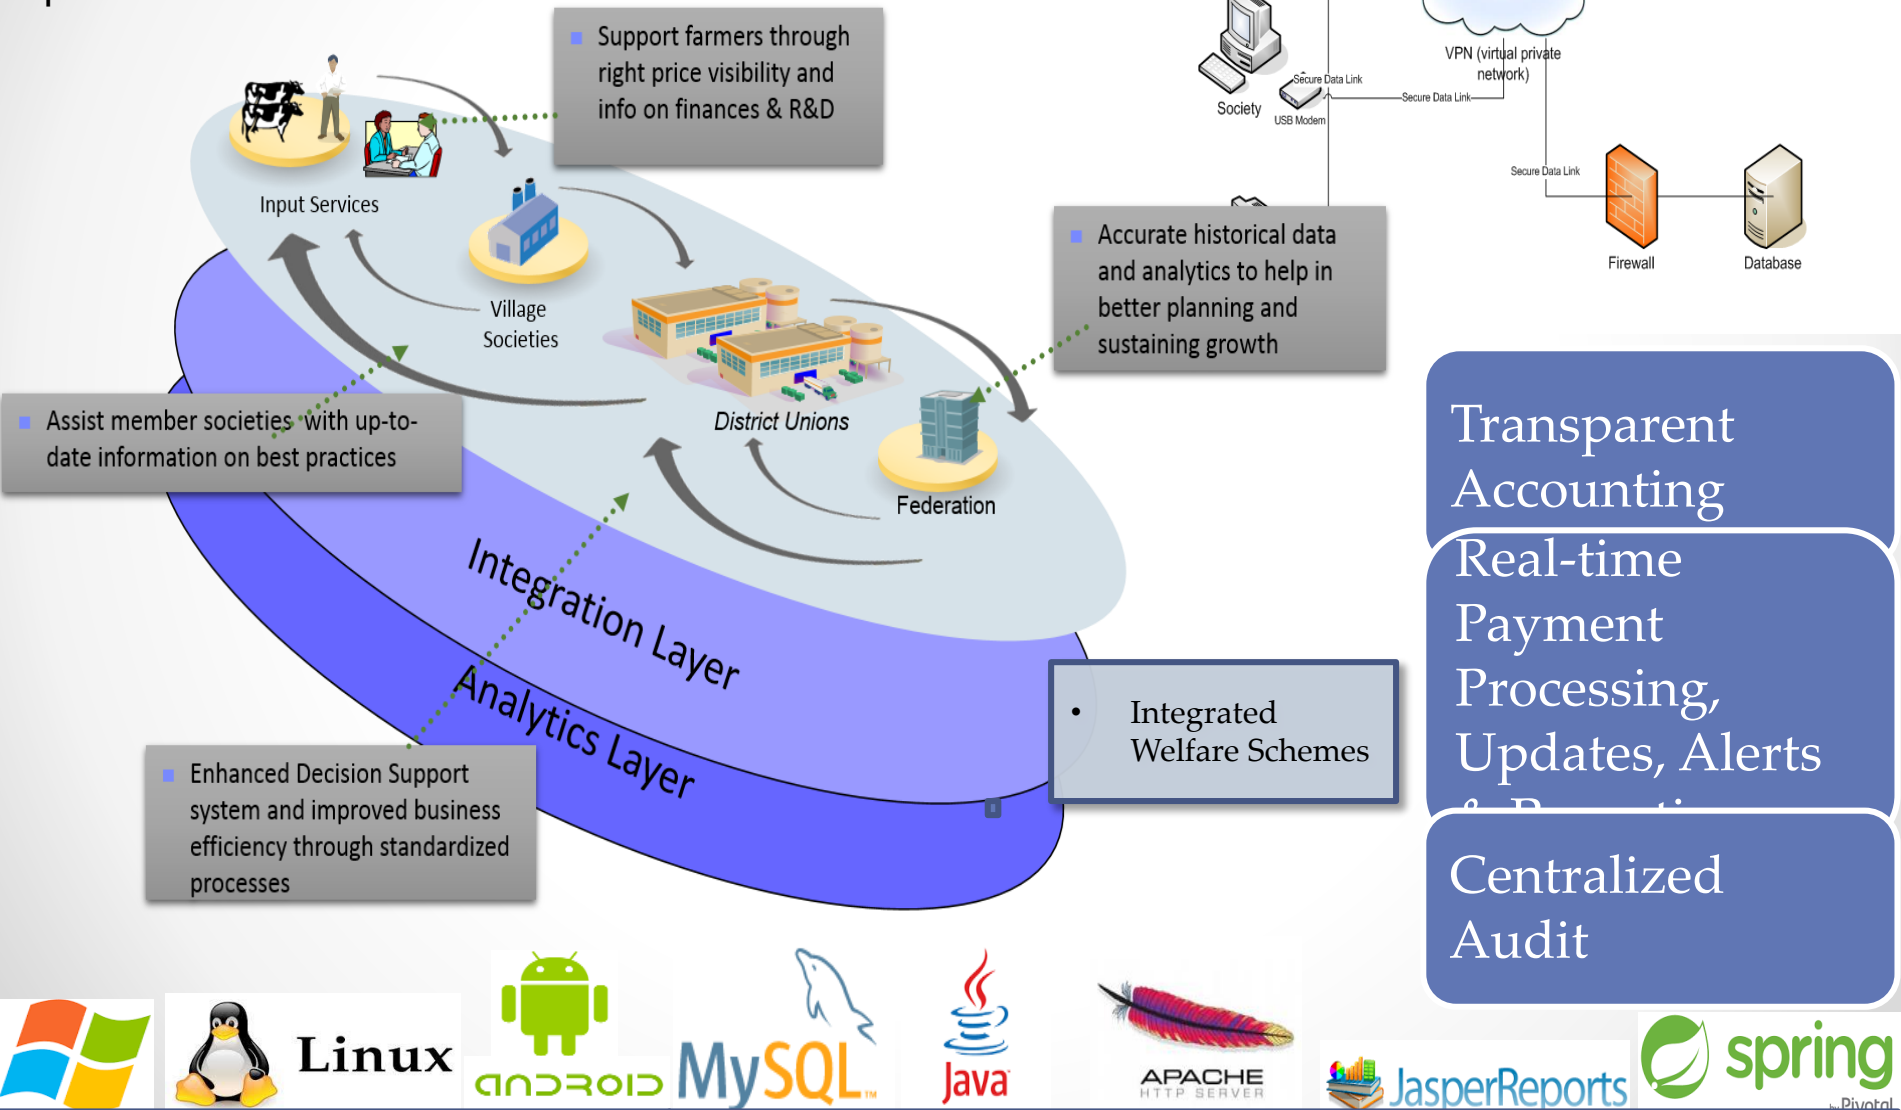 Support farmers through
right price visibility and
info on finances & R&D
VPN (virtual private
network)
Secure Data Link
Secure Data Link
Society
USB Modem
Secure Data Link
Firewall
Database
Input Services
Village
Societies
Accurate historical data
and analytics to help in
better planning and
sustaining growth
District Unions
Federation
Assist member societies with up-to-
date information on best practices
Integration Layer
Analytics Layer
Enhanced Decision Support
system and improved business
efficiency through standardized
processes
• Integrated
Welfare Schemes
Transparent
Accounting
Real-time
Payment
Processing,
Updates, Alerts
Centralized
Audit
Linux
android
MySQL™
Java
APACHE
HTTP SERVER
JasperReports
spring
by Pivotal